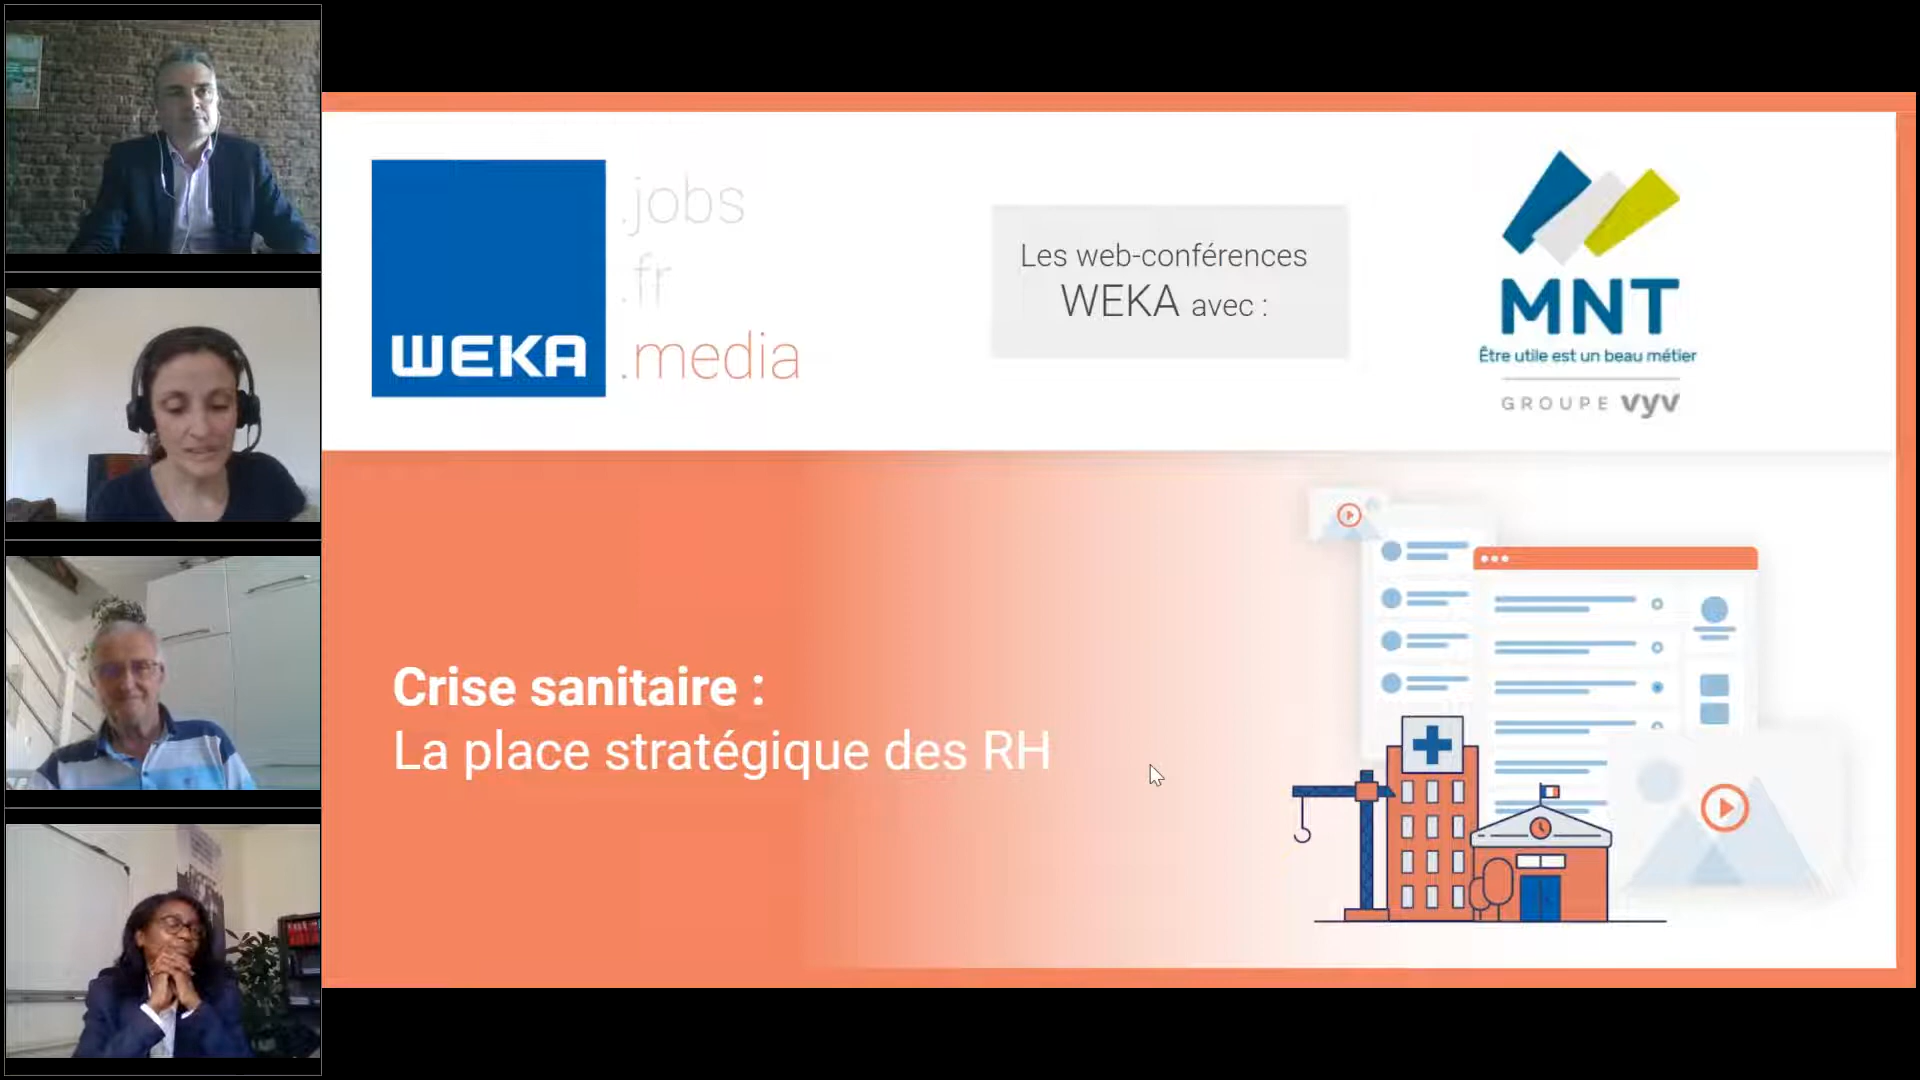 .jobs
.fr
.media
WEKA
Les web-conférences
WEKA avec :
MNT
Être utile est un beau métier
GROUPE vyv
Crise sanitaire :
La place stratégique des RH